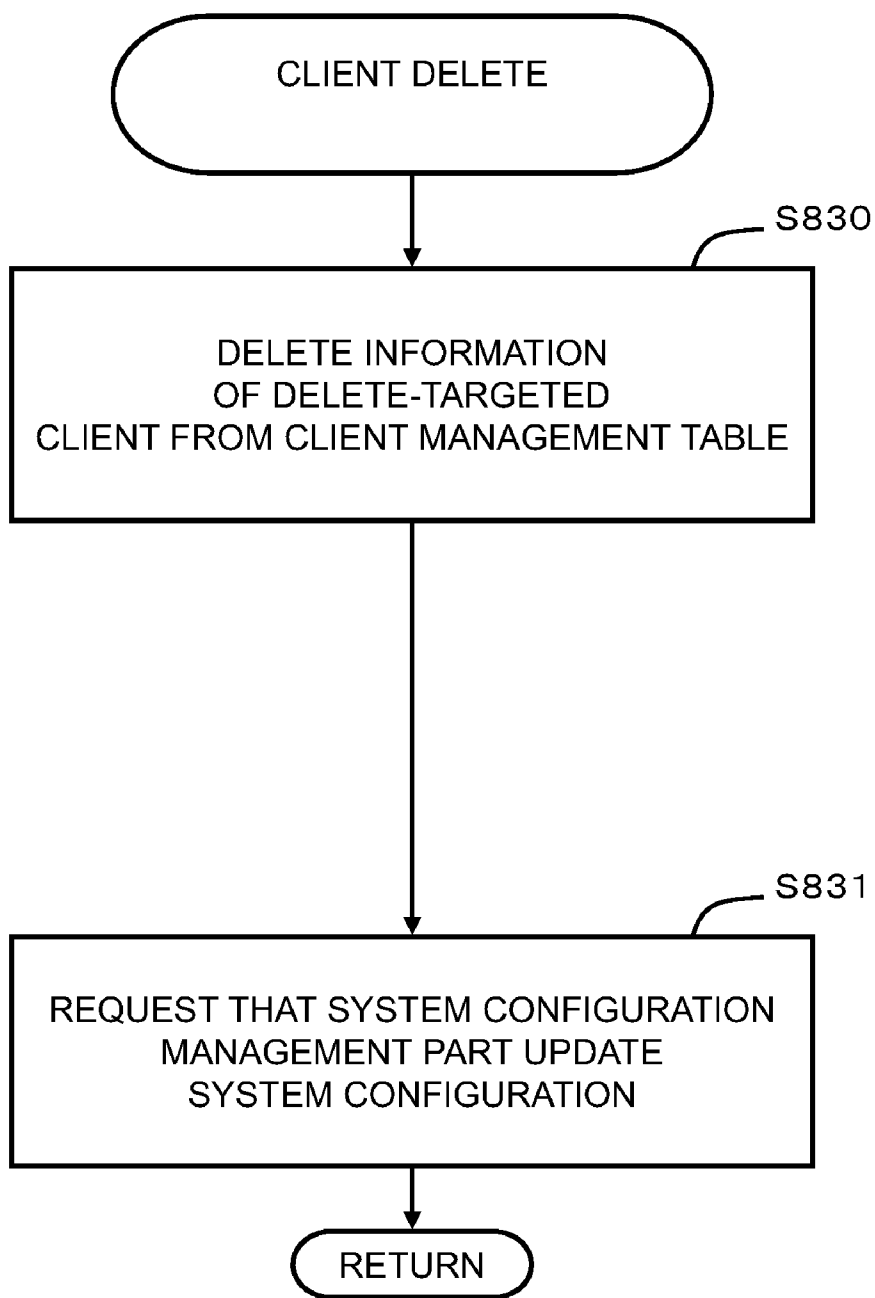 CLIENT DELETE
S830
DELETE INFORMATION
OF DELETE-TARGETED
CLIENT FROM CLIENT MANAGEMENT TABLE
S831
REQUEST THAT SYSTEM CONFIGURATION
MANAGEMENT PART UPDATE
SYSTEM CONFIGURATION
RETURN